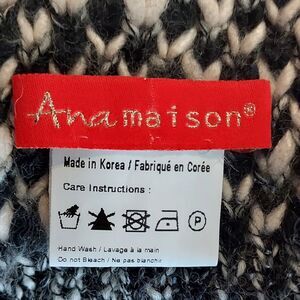 Anamaison®
Made in Korea / Fabriqué en Corée
Care Instructions :
P
Hand Wash / Lavage à la main
Do not Bleach / Ne pas blanchir